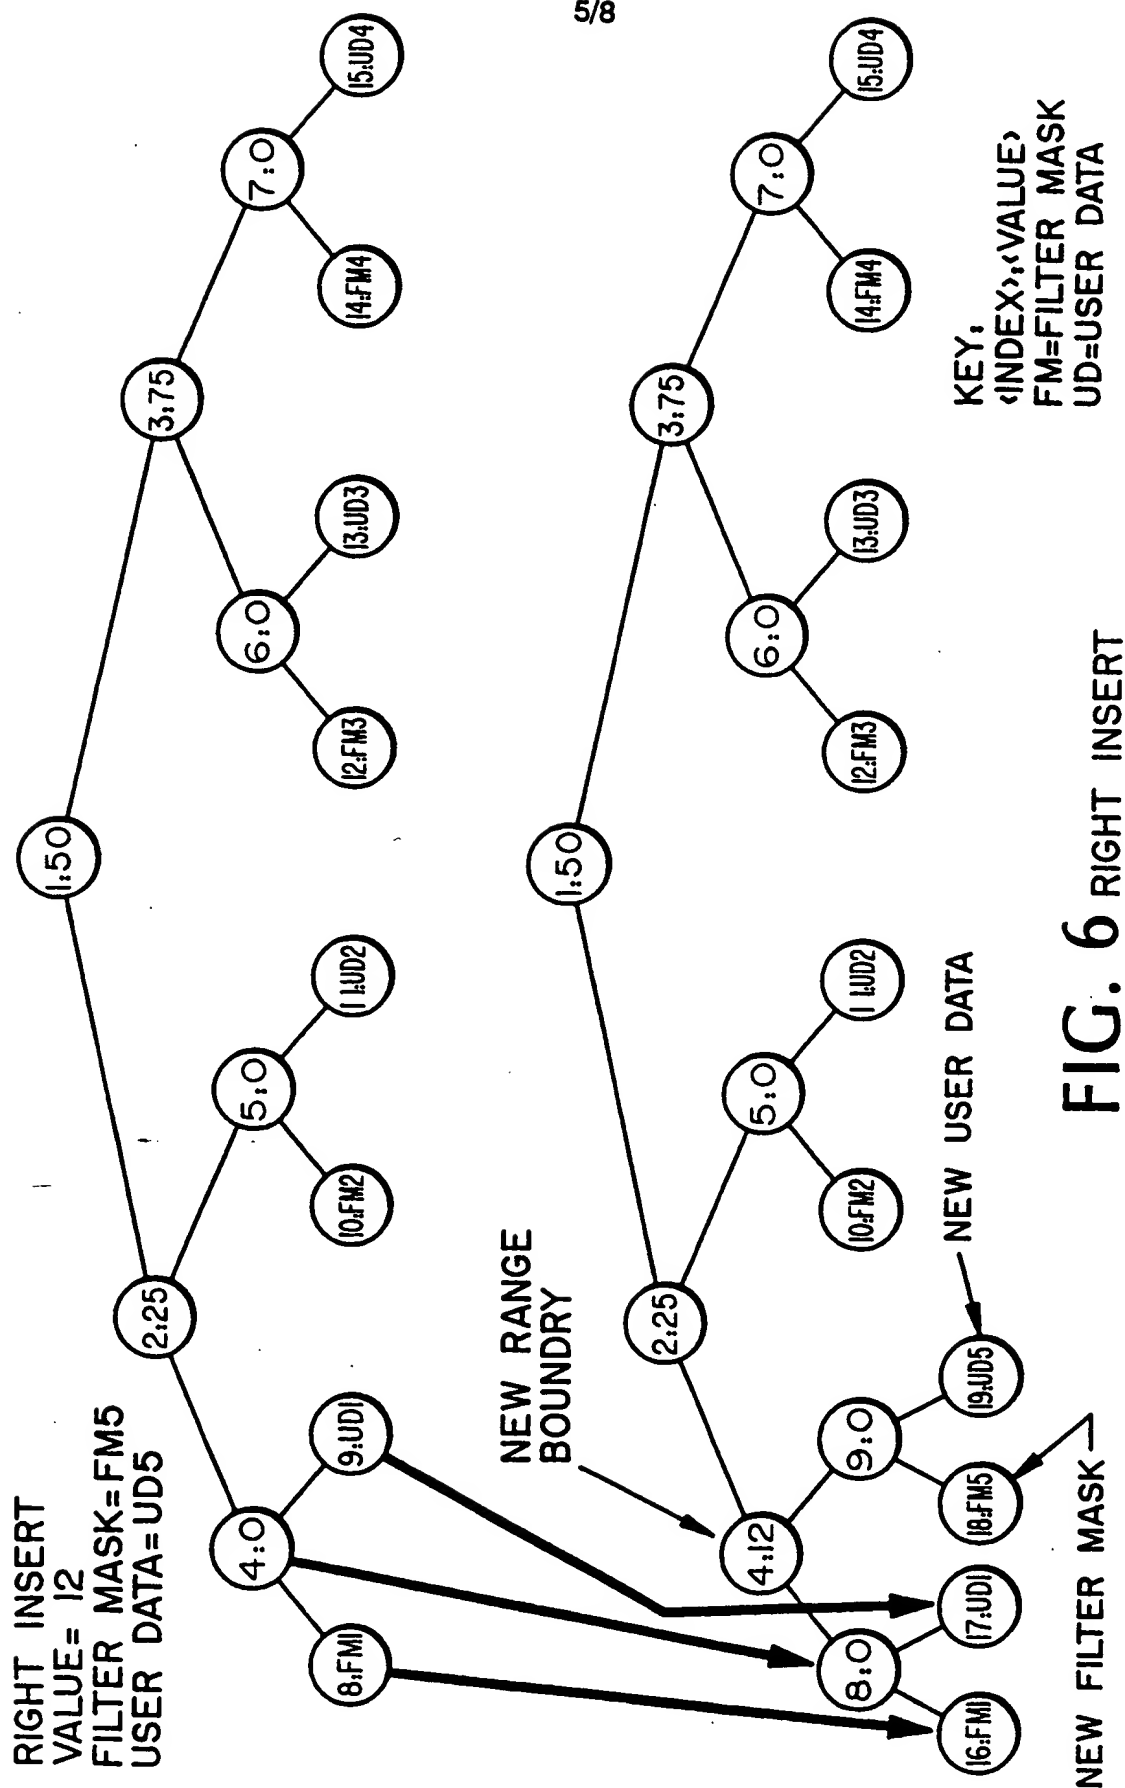 5/8
RIGHT INSERT
VALUE= 12
FILTER MASK=FM5
USER DATA=UD5
1:50
2:25
3:75
4:0
5:0
6:0
7:0
8:FM1
9:UD1
10:FM2
11:UD2
12:FM3
13:UD3
14:FM4
15:UD4
NEW RANGE
BOUNDRY
1:50
2:25
3:75
4:12
5:0
6:0
7:0
8:0
9:0
10:FM2
11:UD2
12:FM3
13:UD3
14:FM4
15:UD4
16:FM1
17:UD1
18:FM5
19:UD5
NEW FILTER MASK
NEW USER DATA
KEY:
<INDEX>:<VALUE>
FM=FILTER MASK
UD=USER DATA
FIG. 6 RIGHT INSERT